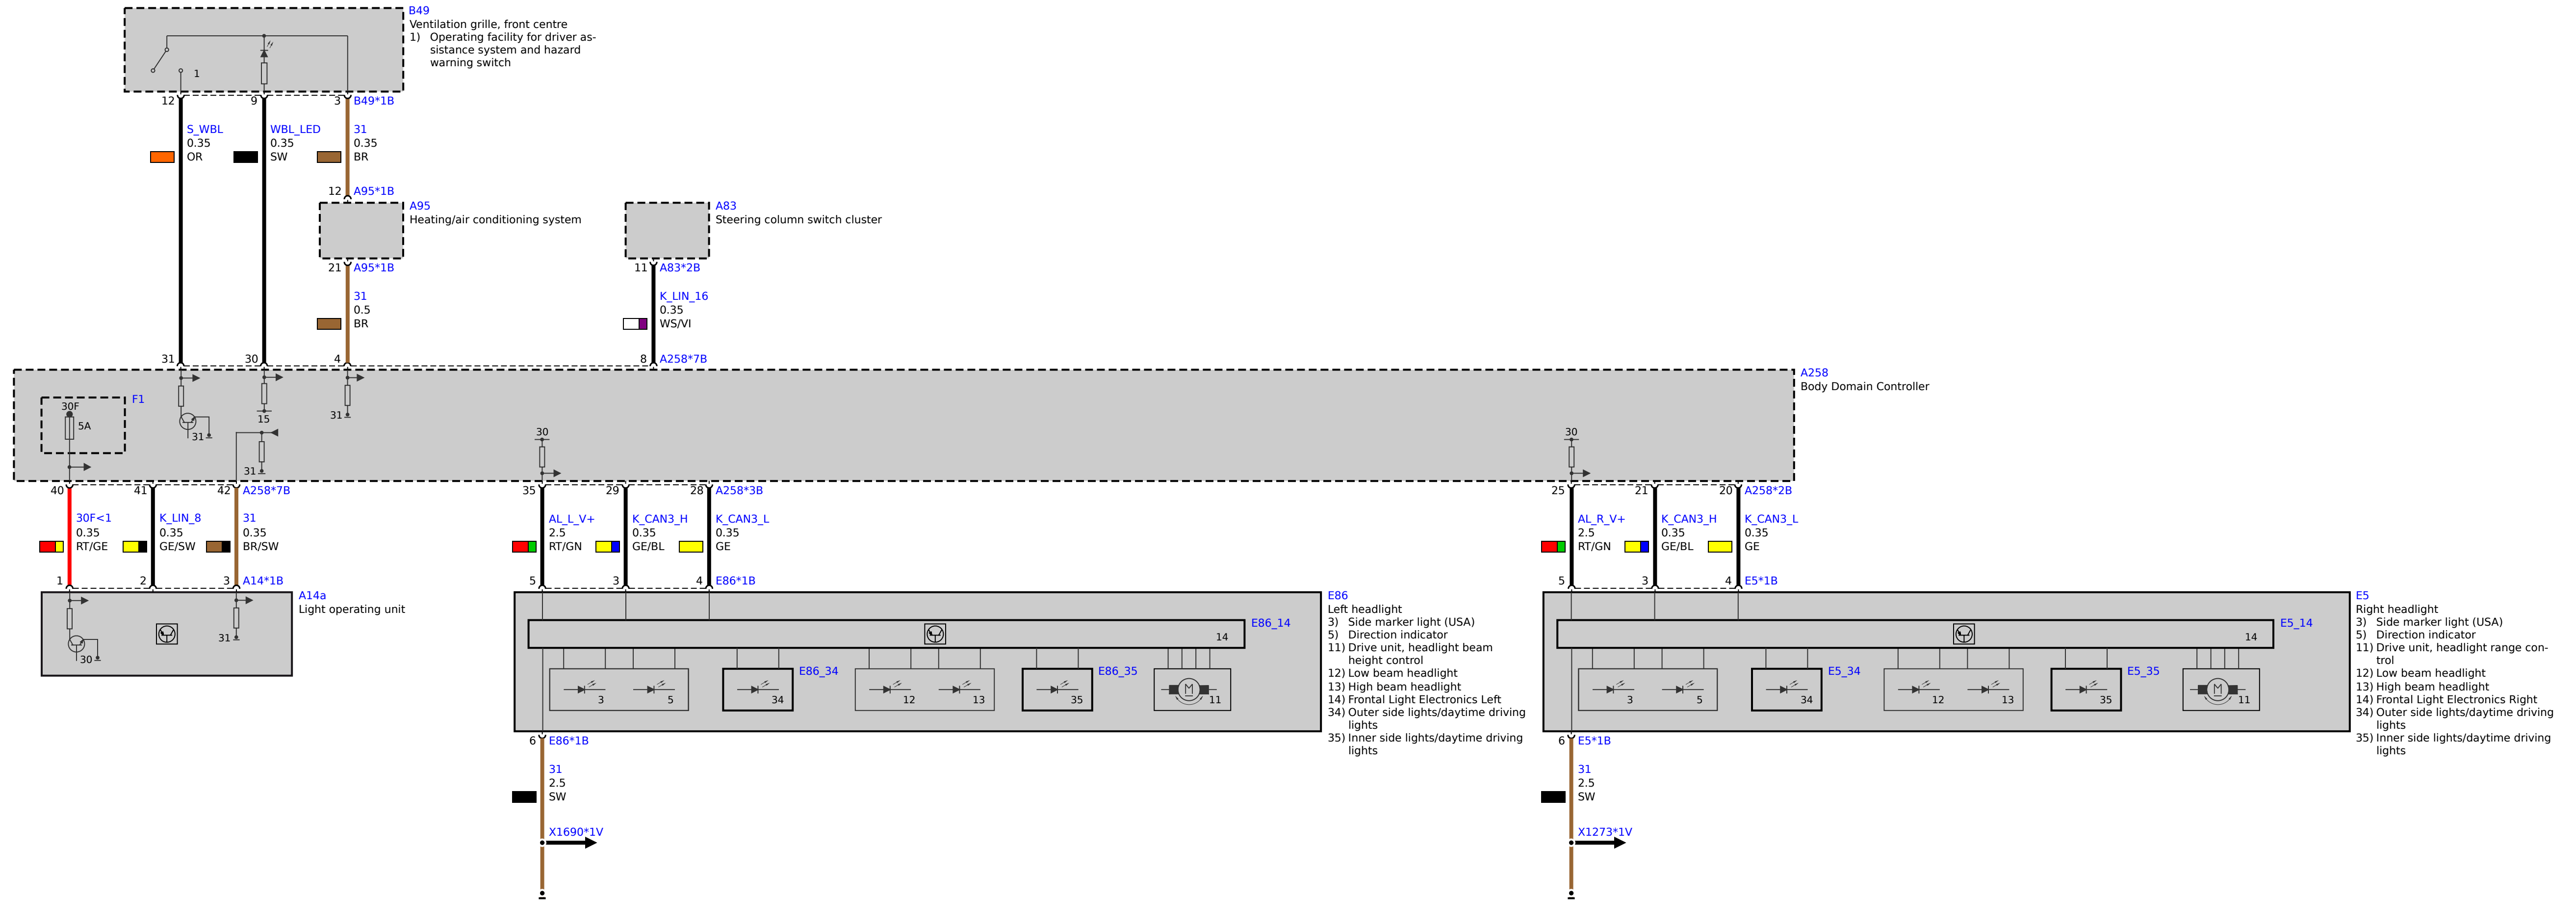 B49
Ventilation grille, front centre
1) Operating facility for driver as-
sistance system and hazard
warning switch
1
12
9
3
B49*1B
S_WBL
0.35
OR
WBL_LED
0.35
SW
31
0.35
BR
12
A95*1B
A95
Heating/air conditioning system
A83
Steering column switch cluster
21
A95*1B
11
A83*2B
31
0.5
BR
K_LIN_16
0.35
WS/VI
31
30
4
8
A258*7B
A258
Body Domain Controller
F1
30F
5A
31
15
31
31
30
30
40
41
42
A258*7B
35
29
28
A258*3B
25
21
20
A258*2B
30F<1
0.35
RT/GE
K_LIN_8
0.35
GE/SW
31
0.35
BR/SW
AL_L_V+
2.5
RT/GN
K_CAN3_H
0.35
GE/BL
K_CAN3_L
0.35
GE
AL_R_V+
2.5
RT/GN
K_CAN3_H
0.35
GE/BL
K_CAN3_L
0.35
GE
1
2
3
A14*1B
5
3
4
E86*1B
5
3
4
E5*1B
A14a
Light operating unit
30
31
E86
Left headlight
3) Side marker light (USA)
5) Direction indicator
11) Drive unit, headlight beam
height control
12) Low beam headlight
13) High beam headlight
14) Frontal Light Electronics Left
34) Outer side lights/daytime driving
lights
35) Inner side lights/daytime driving
lights
E86_14
14
E86_34
E86_35
3
5
34
12
13
35
M
11
E5
Right headlight
3) Side marker light (USA)
5) Direction indicator
11) Drive unit, headlight range con-
trol
12) Low beam headlight
13) High beam headlight
14) Frontal Light Electronics Right
34) Outer side lights/daytime driving
lights
35) Inner side lights/daytime driving
lights
E5_14
14
E5_34
E5_35
3
5
34
12
13
35
M
11
6
E86*1B
31
2.5
SW
X1690*1V
6
E5*1B
31
2.5
SW
X1273*1V